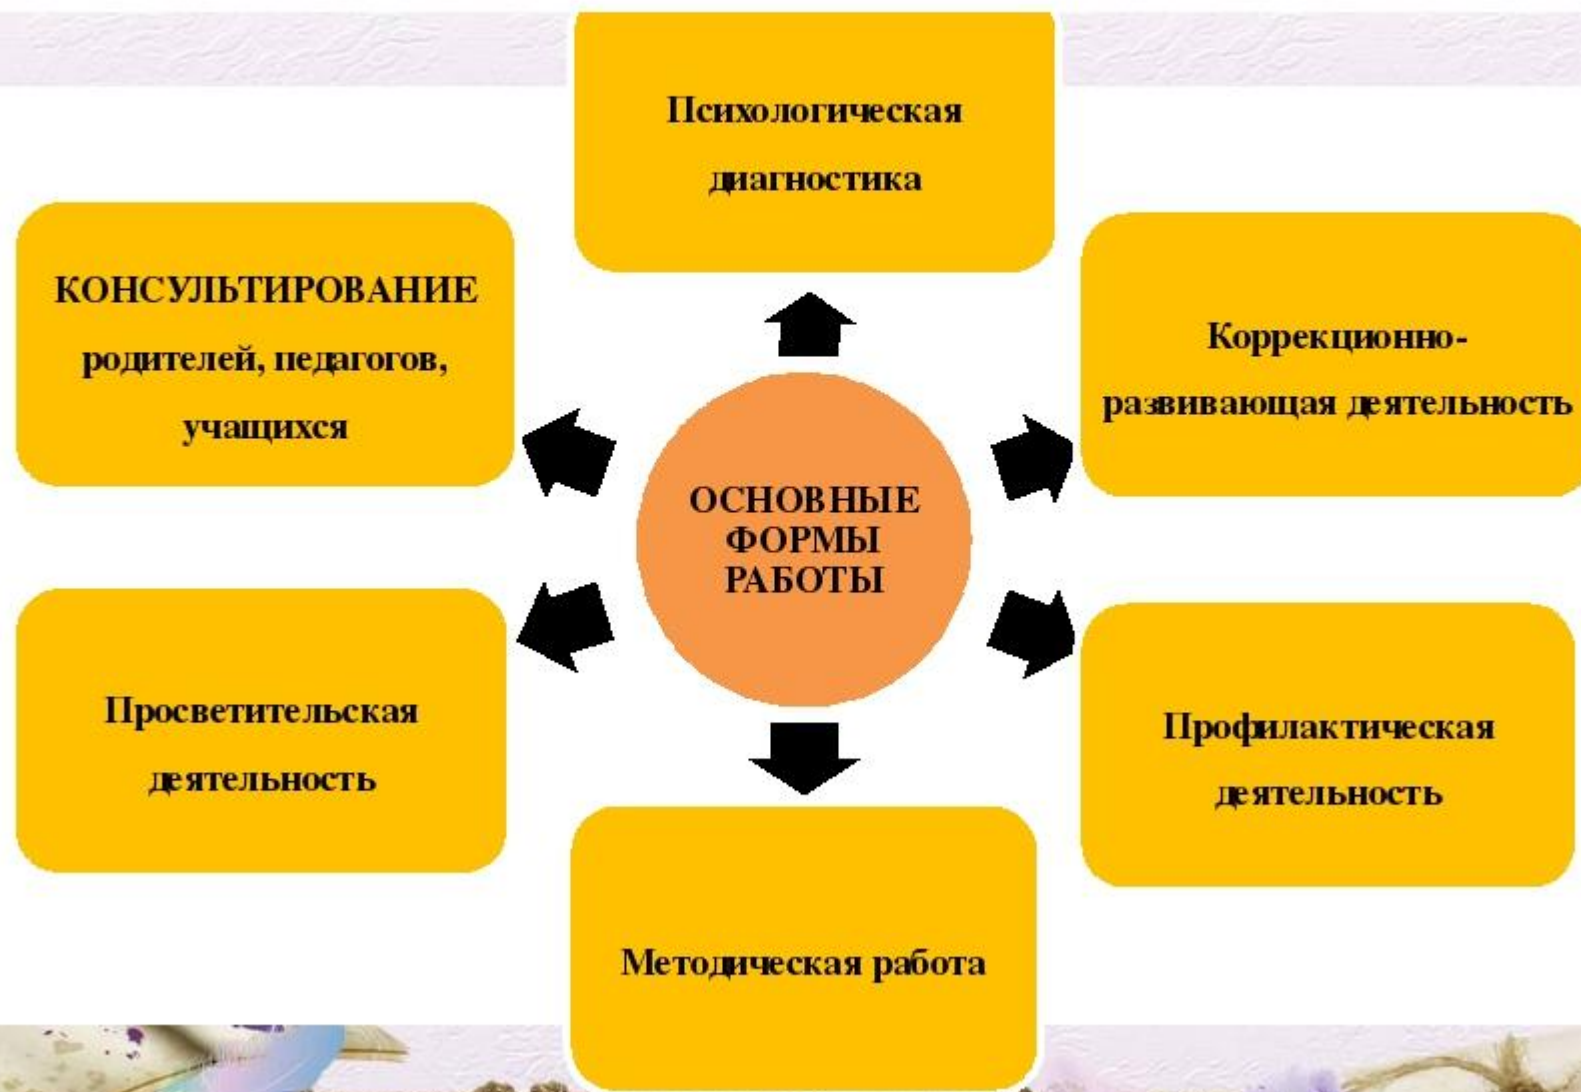 Психологическая
диагностика
КОНСУЛЬТИРОВАНИЕ
родителей, педагогов,
учащихся
Коррекционно-
развивающая деятельность
ОСНОВНЫЕ
ФОРМЫ
РАБОТЫ
Просветительская
деятельность
Профилактическая
деятельность
Методическая работа